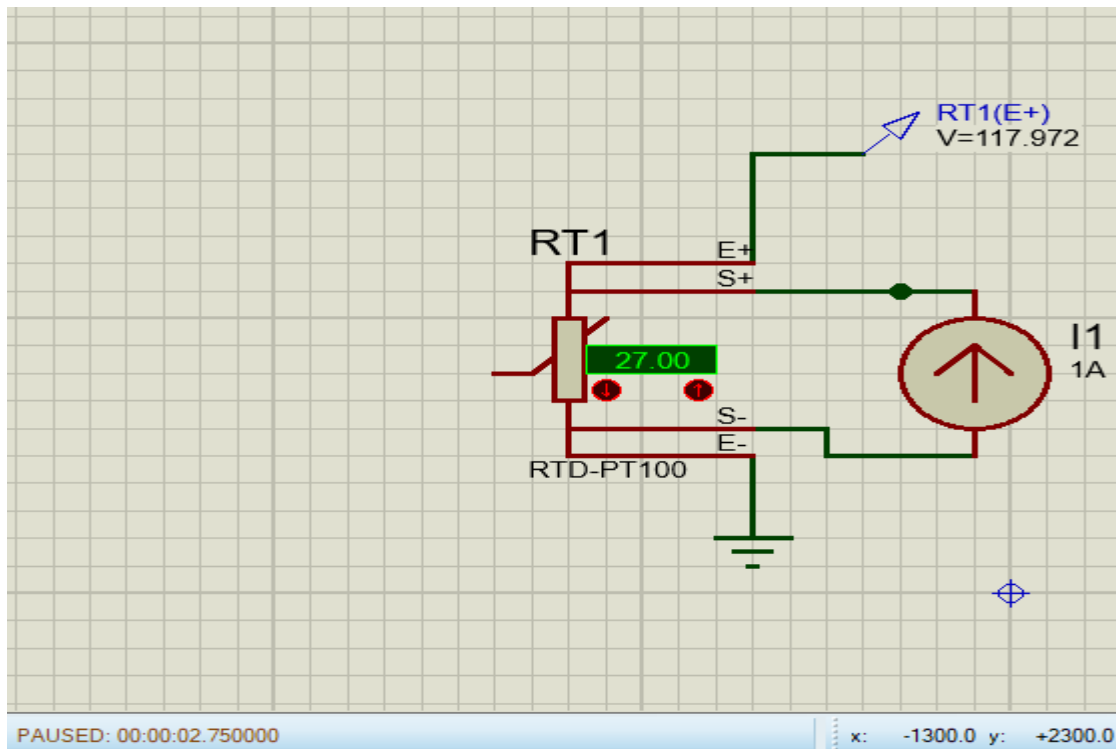 RT1(E+)
V=117.972
RT1
E+
S+
27.00
I1
1A
S-
E-
RTD-PT100
PAUSED: 00:00:02.750000
x: -1300.0 y: +2300.0